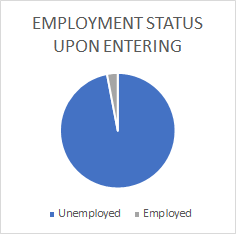 EMPLOYMENT STATUS
UPON ENTERING
Unemployed Employed